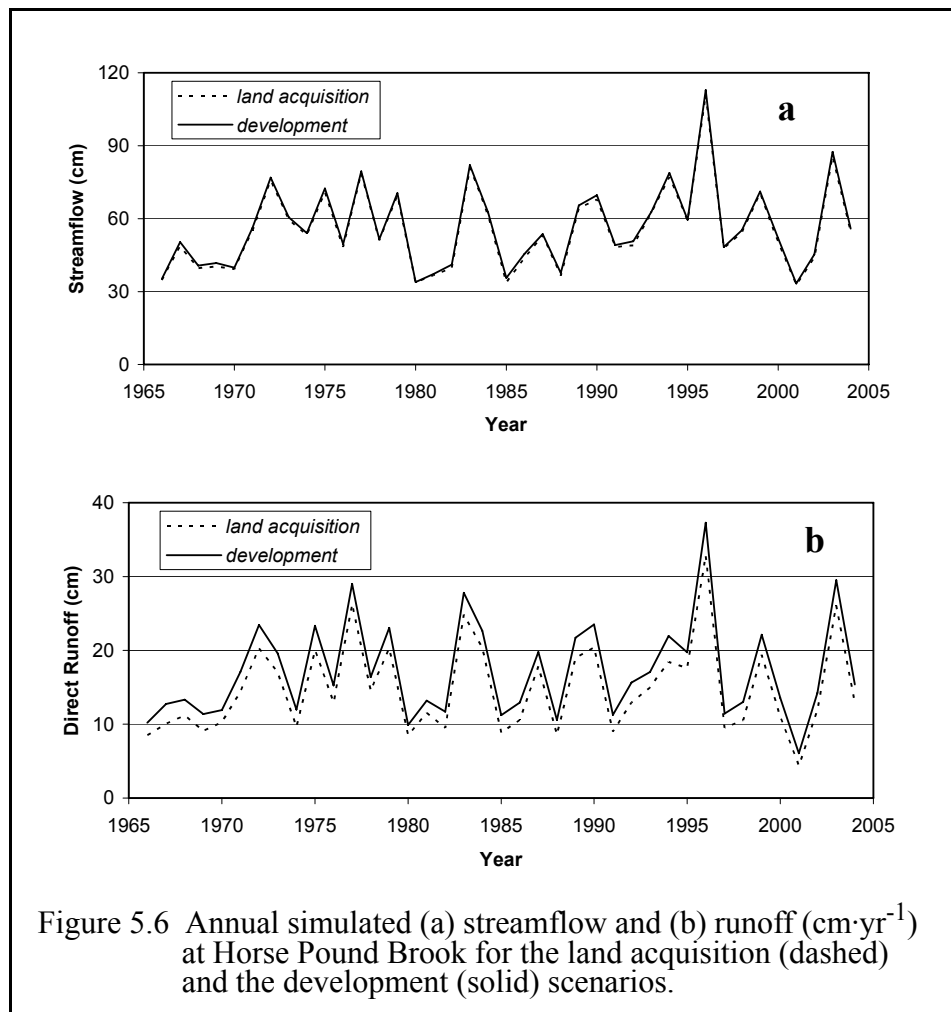 120
90
60
30
0
Streamflow (cm)
land acquisition
development
a
1965 1970 1975 1980 1985 1990 1995 2000 2005
Year
40
30
20
10
0
Direct Runoff (cm)
land acquisition
development
b
1965 1970 1975 1980 1985 1990 1995 2000 2005
Year
Figure 5.6 Annual simulated (a) streamflow and (b) runoff (cm·yr⁻¹)
at Horse Pound Brook for the land acquisition (dashed)
and the development (solid) scenarios.